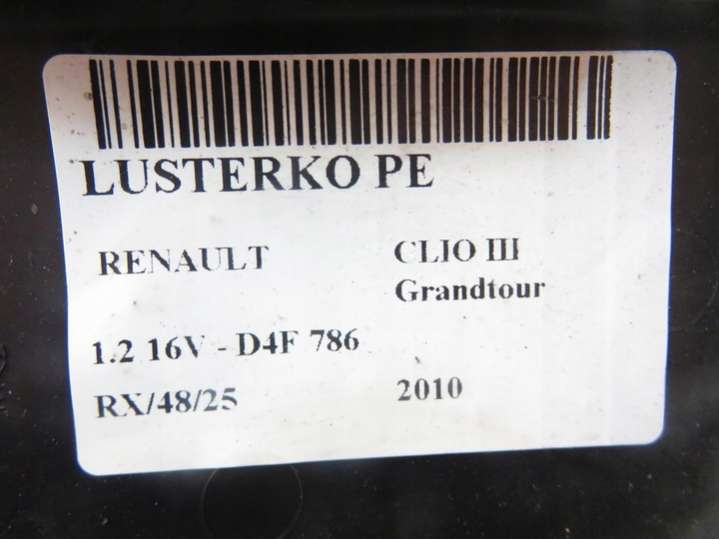 LUSTERKO PE
RENAULT CLIO III
Grandtour
1.2 16V - D4F 786
RX/48/25 2010